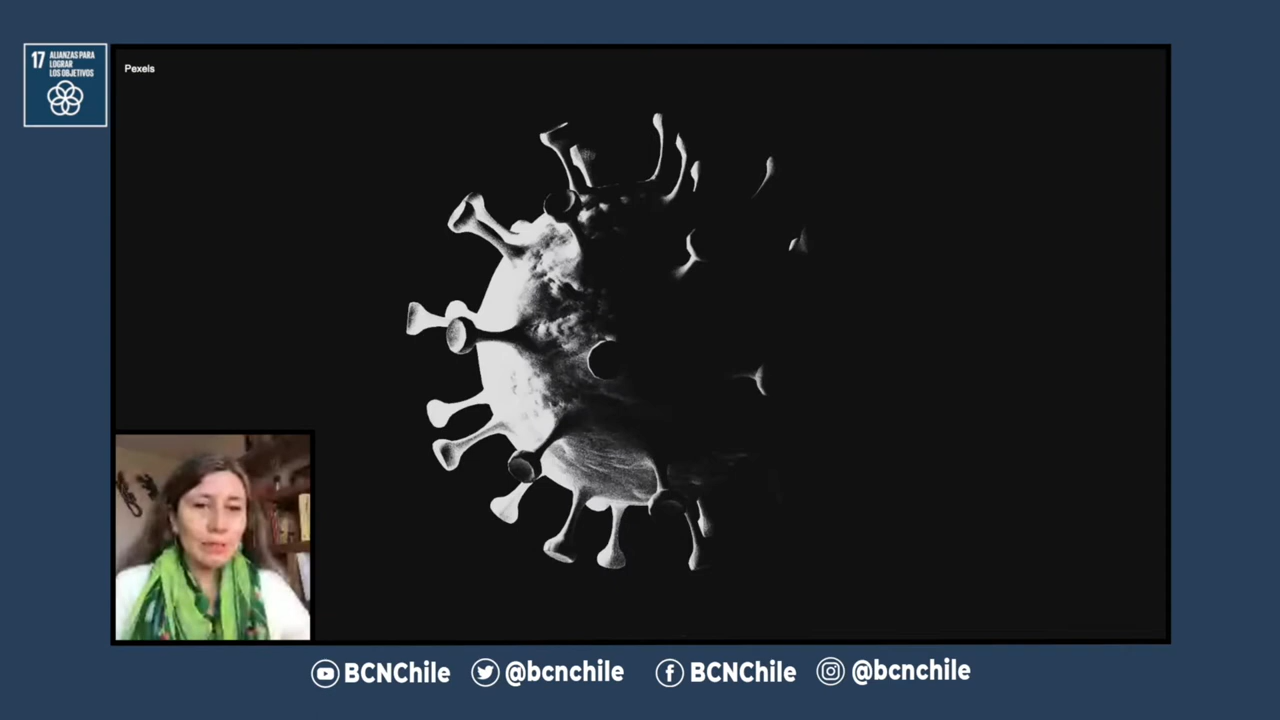 17 ALIANZAS PARA
LOGRAR
LOS OBJETIVOS
Pexels
BCNChile @bcnchile BCNChile @bcnchile